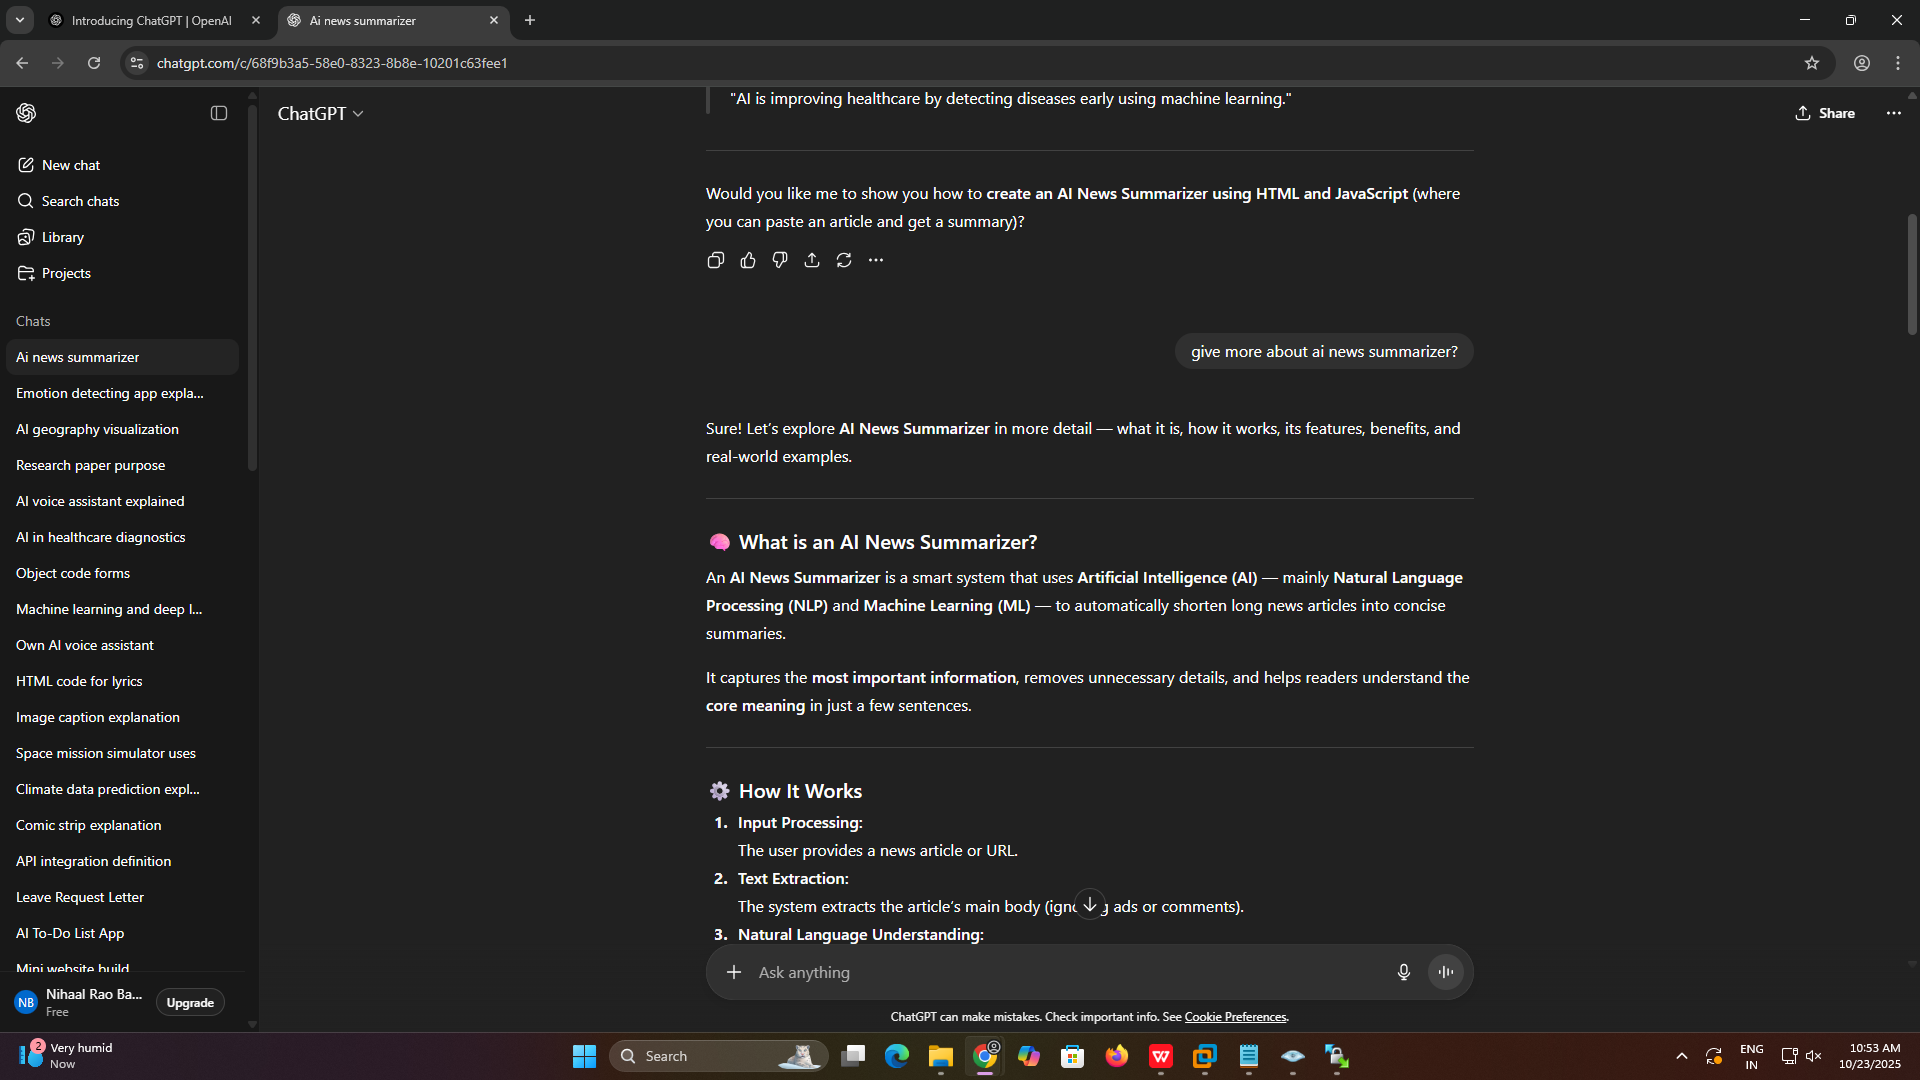 Introducing ChatGPT | OpenAI
Ai news summarizer
chatgpt.com/c/68f9b3a5-58e0-8323-8b8e-10201c63fee1
ChatGPT
Share
New chat
Search chats
Library
Projects
Chats
Ai news summarizer
Emotion detecting app expla...
AI geography visualization
Research paper purpose
AI voice assistant explained
AI in healthcare diagnostics
Object code forms
Machine learning and deep l...
Own AI voice assistant
HTML code for lyrics
Image caption explanation
Space mission simulator uses
Climate data prediction expl...
Comic strip explanation
API integration definition
Leave Request Letter
AI To-Do List App
Mini website build
NB
Nihaal Rao Ba...
Free
Upgrade
"AI is improving healthcare by detecting diseases early using machine learning."
Would you like me to show you how to create an AI News Summarizer using HTML and JavaScript (where
you can paste an article and get a summary)?
give more about ai news summarizer?
Sure! Let's explore AI News Summarizer in more detail — what it is, how it works, its features, benefits, and
real-world examples.
What is an AI News Summarizer?
An AI News Summarizer is a smart system that uses Artificial Intelligence (AI) — mainly Natural Language
Processing (NLP) and Machine Learning (ML) — to automatically shorten long news articles into concise
summaries.
It captures the most important information, removes unnecessary details, and helps readers understand the
core meaning in just a few sentences.
How It Works
1. Input Processing:
The user provides a news article or URL.
2. Text Extraction:
The system extracts the article's main body ads or comments).
3. Natural Language Understanding:
Ask anything
ChatGPT can make mistakes. Check important info. See Cookie Preferences.
2
Very humid
Now
Search
ENG
IN
10:53 AM
10/23/2025